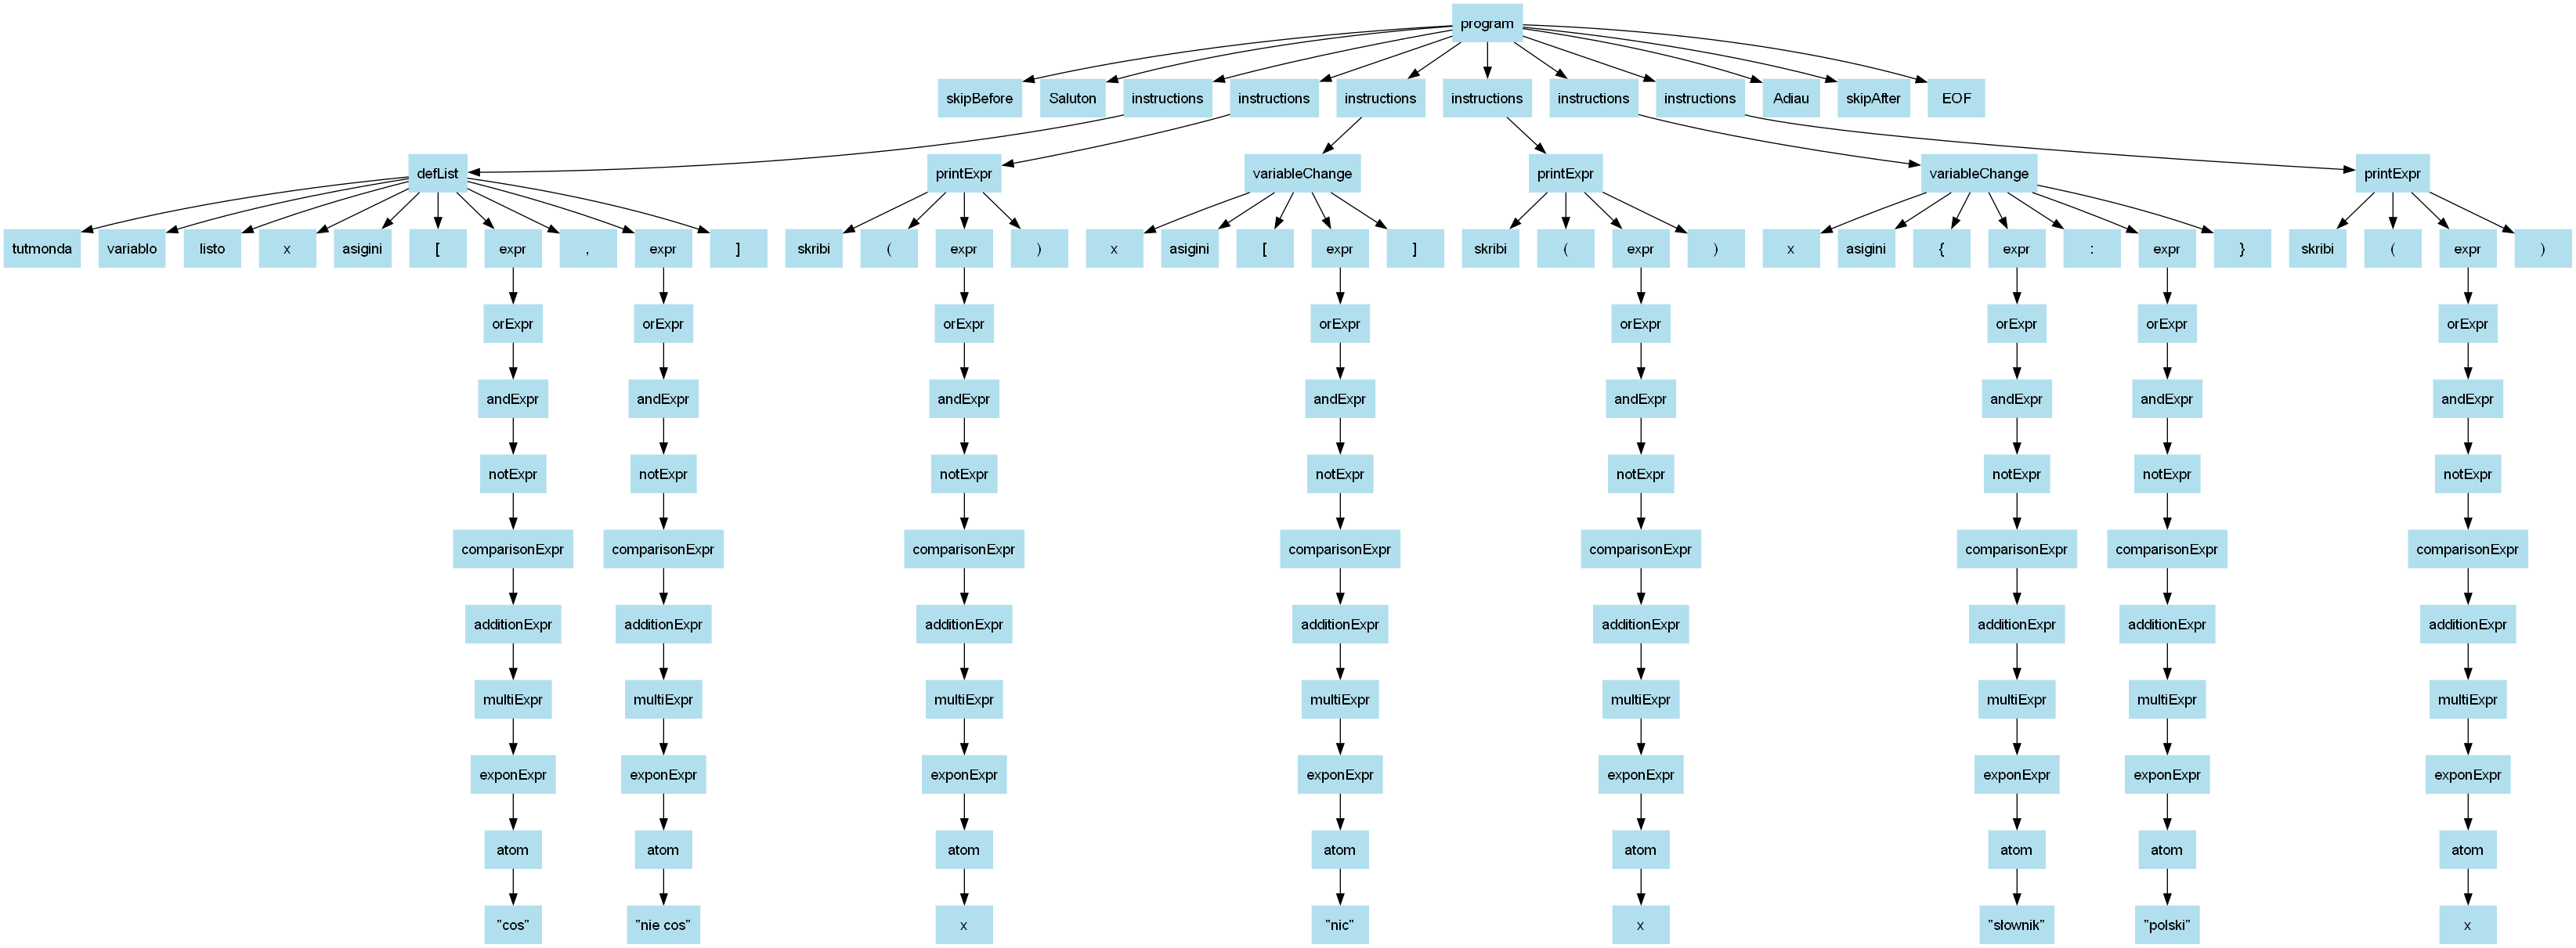 program
skipBefore Saluton instructions instructions instructions instructions instructions instructions Adiau skipAfter EOF
defList printExpr variableChange printExpr variableChange printExpr
tutmonda variablo listo x asigini [ expr , expr ] skribi ( expr ) x asigini [ expr ] skribi ( expr ) x asigini { expr : expr } skribi ( expr )
orExpr orExpr orExpr orExpr orExpr orExpr orExpr orExpr
andExpr andExpr andExpr andExpr andExpr andExpr andExpr andExpr
notExpr notExpr notExpr notExpr notExpr notExpr notExpr notExpr
comparisonExpr comparisonExpr comparisonExpr comparisonExpr comparisonExpr comparisonExpr comparisonExpr comparisonExpr
additionExpr additionExpr additionExpr additionExpr additionExpr additionExpr additionExpr additionExpr
multiExpr multiExpr multiExpr multiExpr multiExpr multiExpr multiExpr multiExpr
exponExpr exponExpr exponExpr exponExpr exponExpr exponExpr exponExpr exponExpr
atom atom atom atom atom atom atom atom
"cos" "nie cos" x "nic" x "słownik" "polski" x